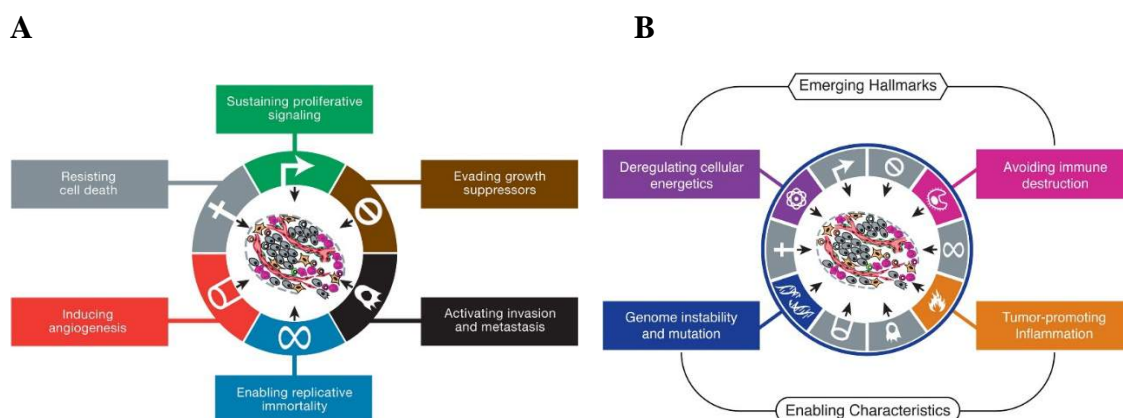 A
Sustaining proliferative
signaling
Resisting
cell death
Evading growth
suppressors
Inducing
angiogenesis
Activating invasion
and metastasis
Enabling replicative
immortality
B
Emerging Hallmarks
Deregulating cellular
energetics
Avoiding immune
destruction
Genome instability
and mutation
Tumor-promoting
Inflammation
Enabling Characteristics